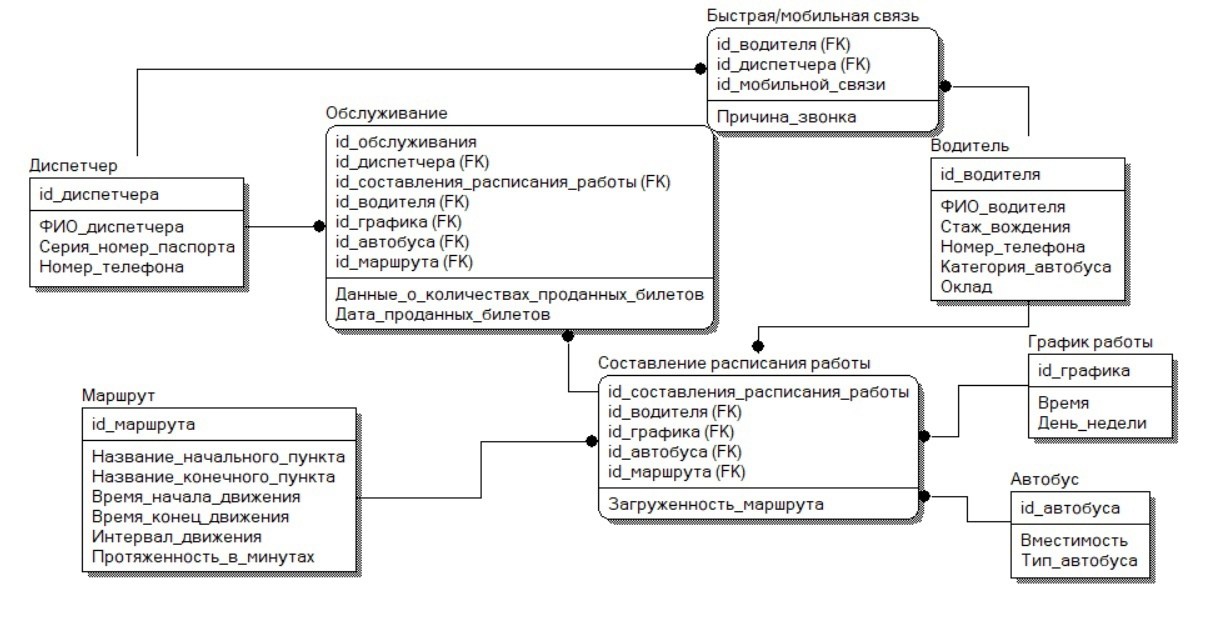 Быстрая/мобильная связь
id_водителя (FK)
id_диспетчера (FK)
id_мобильной_связи
Причина_звонка
Обслуживание
id_обслуживания
id_диспетчера (FK)
id_составления_расписания_работы (FK)
id_водителя (FK)
id_графика (FK)
id_автобуса (FK)
id_маршрута (FK)
Данные_о_количествах_проданных_билетов
Дата_проданных_билетов
Диспетчер
id_диспетчера
ФИО_диспетчера
Серия_номер_паспорта
Номер_телефона
Водитель
id_водителя
ФИО_водителя
Стаж_вождения
Номер_телефона
Категория_автобуса
Оклад
График работы
id_графика
Время
День_недели
Составление расписания работы
id_составления_расписания_работы
id_водителя (FK)
id_графика (FK)
id_автобуса (FK)
id_маршрута (FK)
Загруженность_маршрута
Маршрут
id_маршрута
Название_начального_пункта
Название_конечного_пункта
Время_начала_движения
Время_конец_движения
Интервал_движения
Протяженность_в_минутах
Автобус
id_автобуса
Вместимость
Тип_автобуса